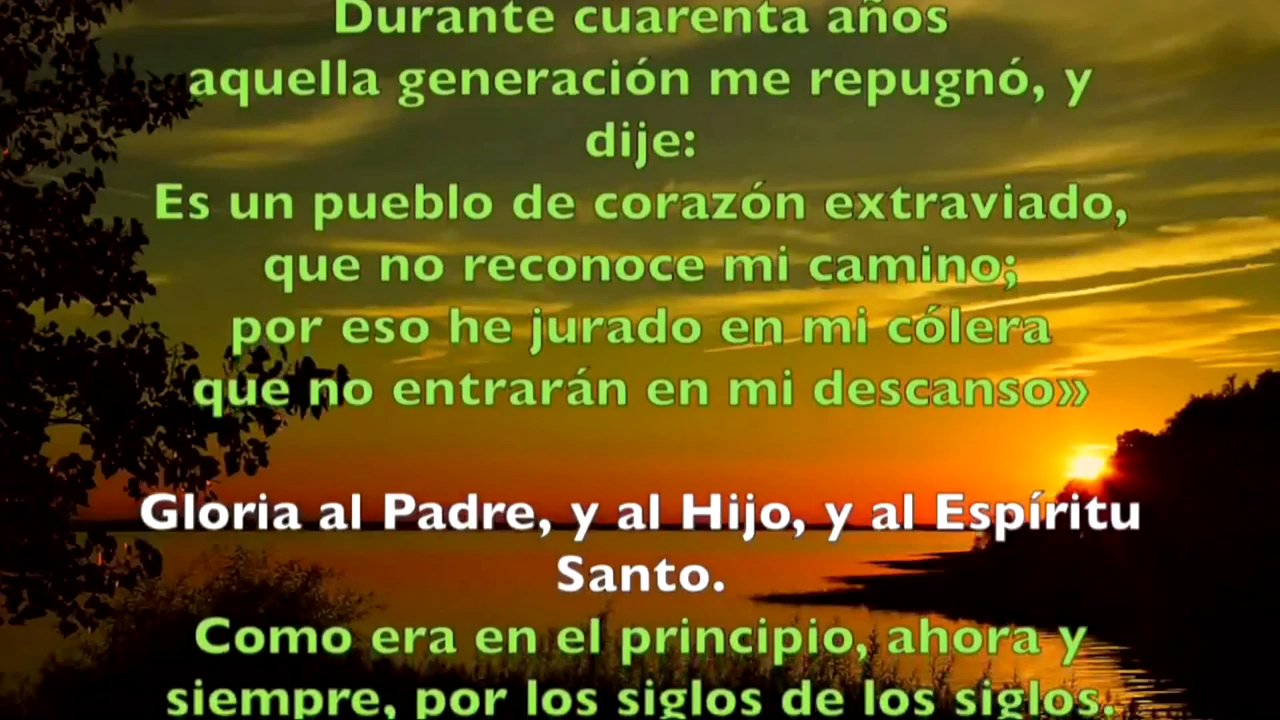 Durante cuarenta años
aquella generación me repugnó, y
dije:
Es un pueblo de corazón extraviado,
que no reconoce mi camino;
por eso he jurado en mi cólera
que no entrarán en mi descanso»
Gloria al Padre, y al Hijo, y al Espíritu
Santo.
Como era en el principio, ahora y
siempre, por los siglos de los siglos.